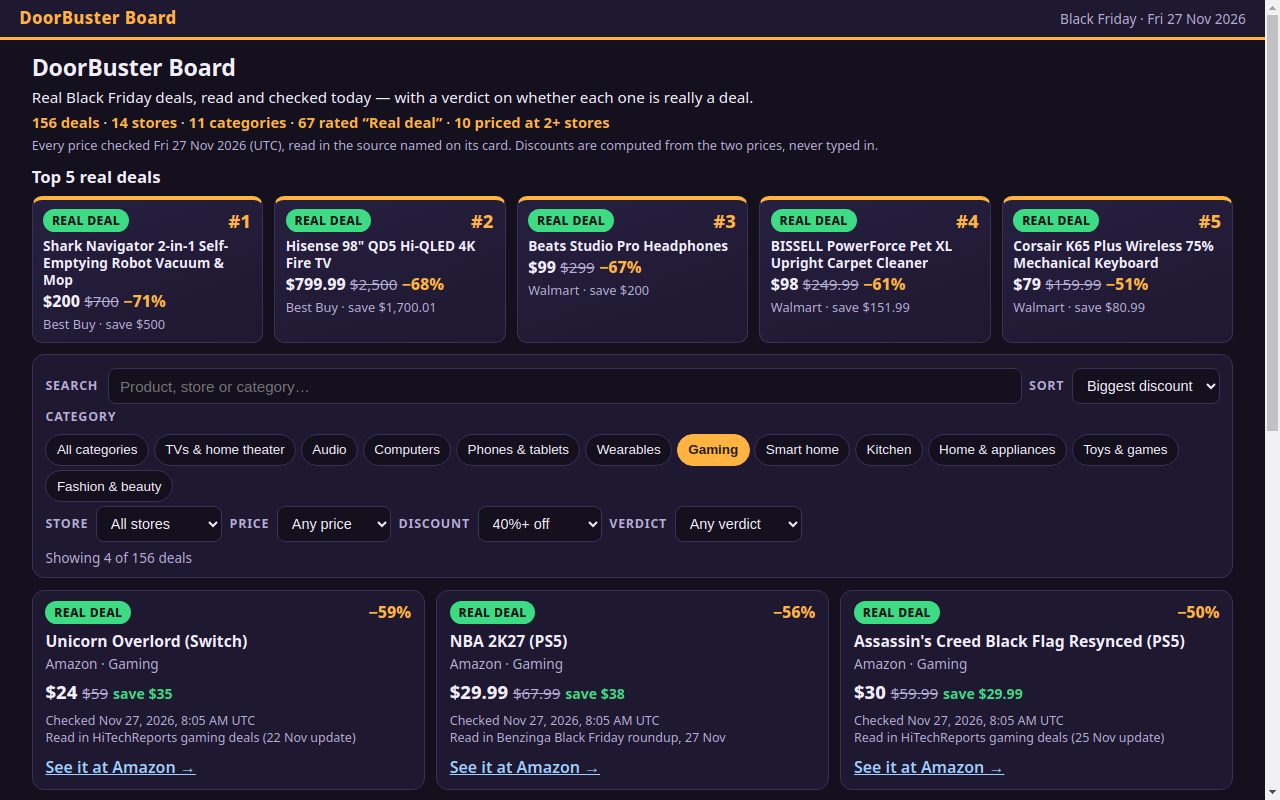 DoorBuster Board
Black Friday · Fri 27 Nov 2026
DoorBuster Board
Real Black Friday deals, read and checked today — with a verdict on whether each one is really a deal.
156 deals · 14 stores · 11 categories · 67 rated “Real deal” · 10 priced at 2+ stores
Every price checked Fri 27 Nov 2026 (UTC), read in the source named on its card. Discounts are computed from the two prices, never typed in.
Top 5 real deals
REAL DEAL #1
Shark Navigator 2-in-1 Self-
Emptying Robot Vacuum &
Mop
$200 $700 −71%
Best Buy · save $500
REAL DEAL #2
Hisense 98" QD5 Hi-QLED 4K
Fire TV
$799.99 $2,500 −68%
Best Buy · save $1,700.01
REAL DEAL #3
Beats Studio Pro Headphones
$99 $299 −67%
Walmart · save $200
REAL DEAL #4
BISSELL PowerForce Pet XL
Upright Carpet Cleaner
$98 $249.99 −61%
Walmart · save $151.99
REAL DEAL #5
Corsair K65 Plus Wireless 75%
Mechanical Keyboard
$79 $159.99 −51%
Walmart · save $80.99
SEARCH Product, store or category… SORT Biggest discount
CATEGORY
All categories TVs & home theater Audio Computers Phones & tablets Wearables Gaming Smart home Kitchen Home & appliances Toys & games
Fashion & beauty
STORE All stores PRICE Any price DISCOUNT 40%+ off VERDICT Any verdict
Showing 4 of 156 deals
REAL DEAL −59%
Unicorn Overlord (Switch)
Amazon · Gaming
$24 $59 save $35
Checked Nov 27, 2026, 8:05 AM UTC
Read in HiTechReports gaming deals (22 Nov update)
See it at Amazon →
REAL DEAL −56%
NBA 2K27 (PS5)
Amazon · Gaming
$29.99 $67.99 save $38
Checked Nov 27, 2026, 8:05 AM UTC
Read in Benzinga Black Friday roundup, 27 Nov
See it at Amazon →
REAL DEAL −50%
Assassin's Creed Black Flag Resynced (PS5)
Amazon · Gaming
$30 $59.99 save $29.99
Checked Nov 27, 2026, 8:05 AM UTC
Read in HiTechReports gaming deals (25 Nov update)
See it at Amazon →